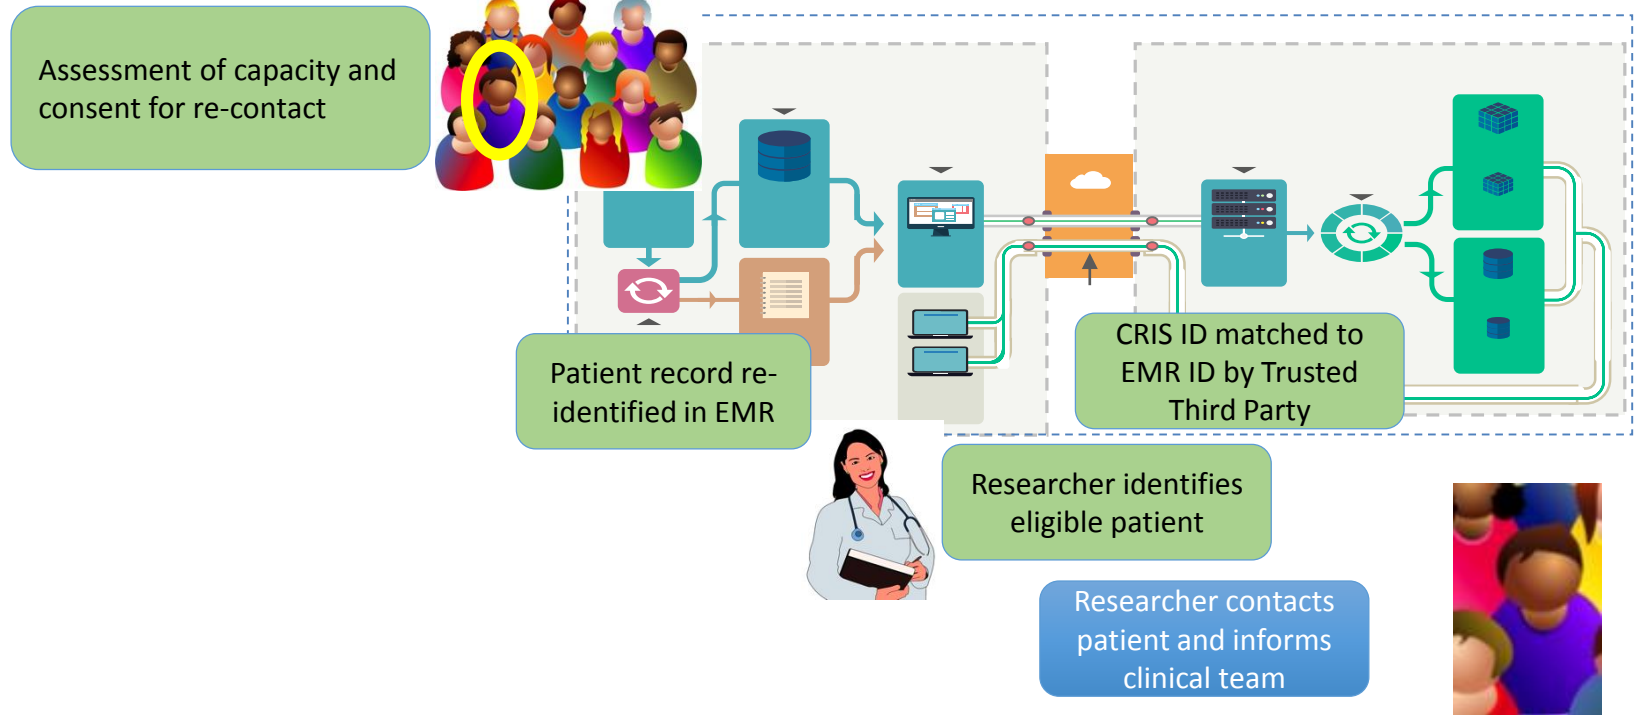 Assessment of capacity and
consent for re-contact
Patient record re-
identified in EMR
CRIS ID matched to
EMR ID by Trusted
Third Party
Researcher identifies
eligible patient
Researcher contacts
patient and informs
clinical team